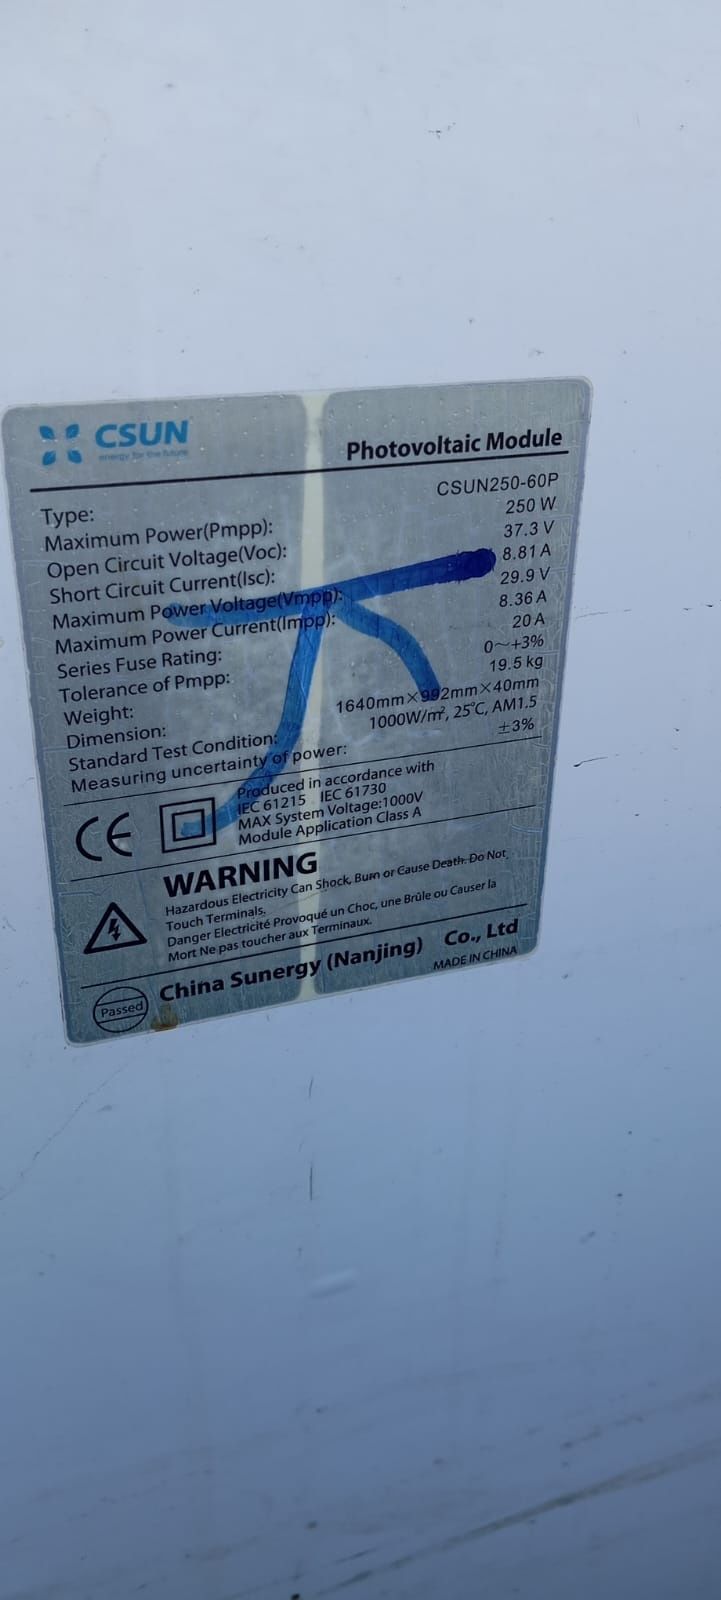 CSUN
energy for the future
Photovoltaic Module
Type: CSUN250-60P
Maximum Power(Pmpp): 250 W
Open Circuit Voltage(Voc): 37.3 V
Short Circuit Current(Isc): 8.81 A
Maximum Power Voltage(Vmpp): 29.9 V
Maximum Power Current(Impp): 8.36 A
Series Fuse Rating: 20 A
Tolerance of Pmpp: 0~+3%
Weight: 19.5 kg
Dimension: 1640mm×992mm×40mm
Standard Test Condition: 1000W/m², 25℃, AM1.5
Measuring uncertainty of power: ±3%
CE
Produced in accordance with
IEC 61215 IEC 61730
MAX System Voltage:1000V
Module Application Class A
WARNING
Hazardous Electricity Can Shock, Burn or Cause Death. Do Not
Touch Terminals.
Danger Electricité Provoqué un Choc, une Brûle ou Causer la
Mort Ne pas toucher aux Terminaux.
Passed
China Sunergy (Nanjing) Co., Ltd
MADE IN CHINA